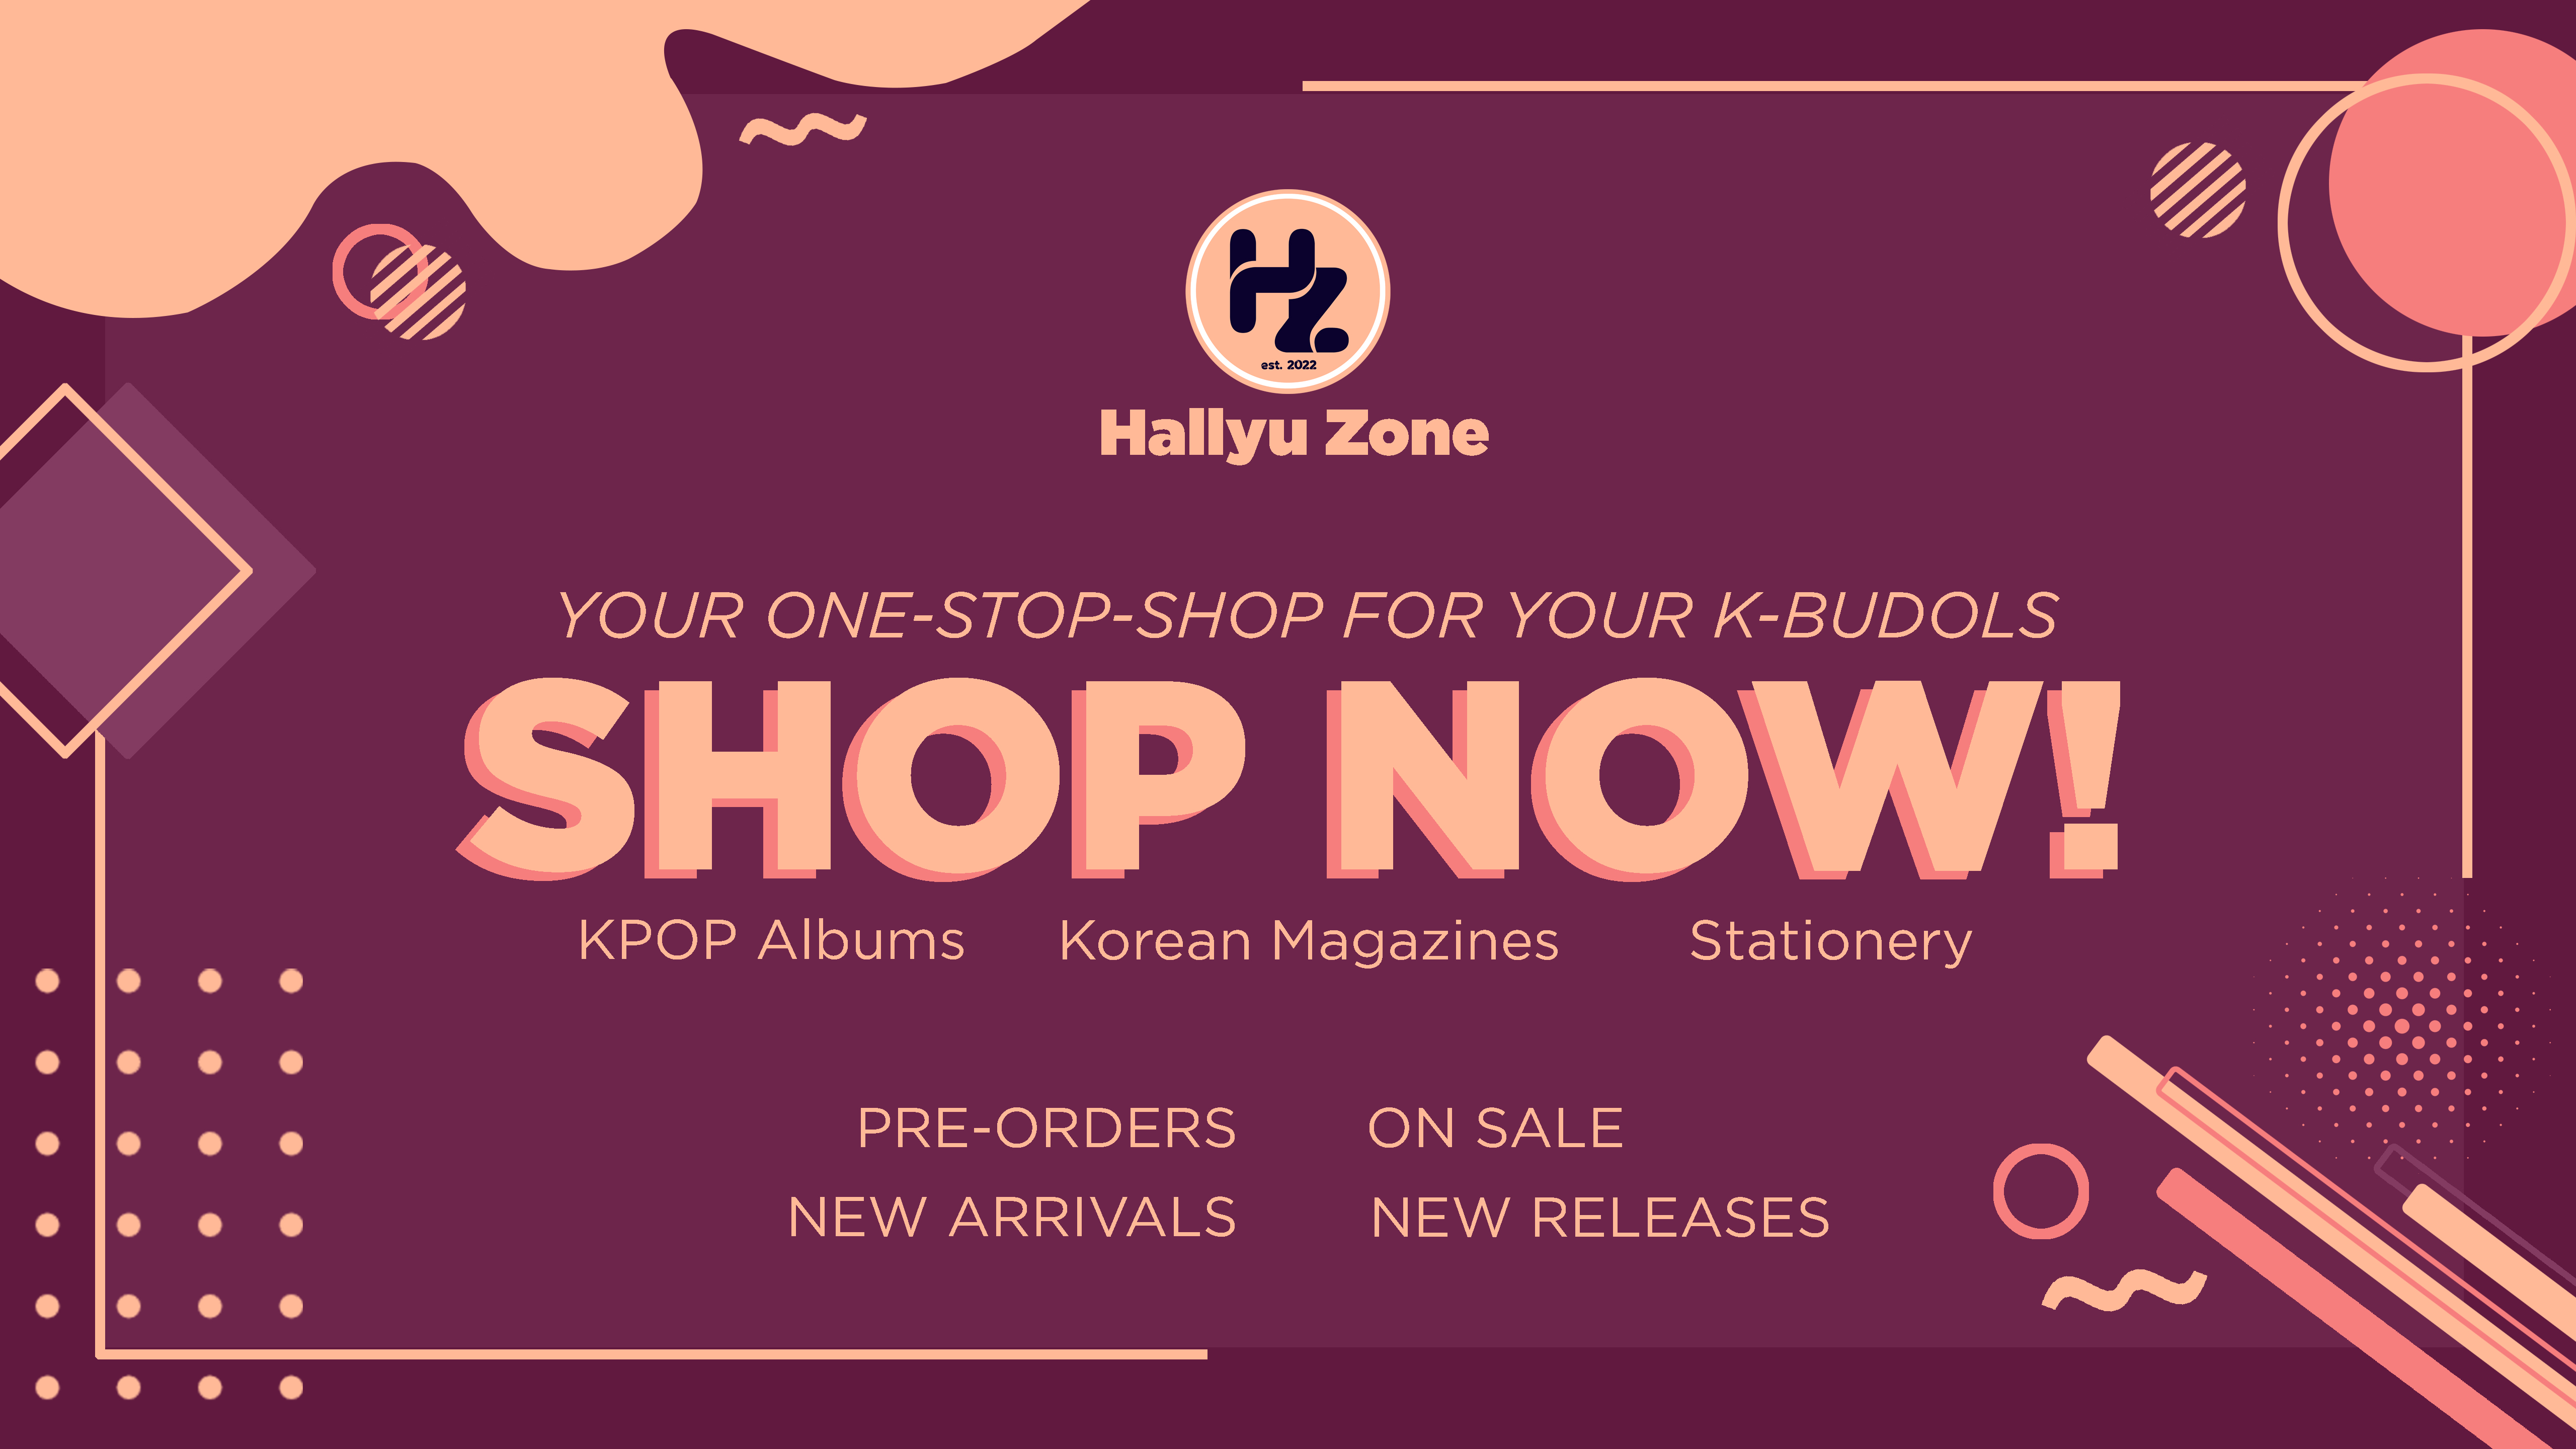 HZ
est. 2022
Hallyu Zone
YOUR ONE-STOP-SHOP FOR YOUR K-BUDOLS
SHOP NOW!
KPOP Albums Korean Magazines Stationery
PRE-ORDERS ON SALE
NEW ARRIVALS NEW RELEASES